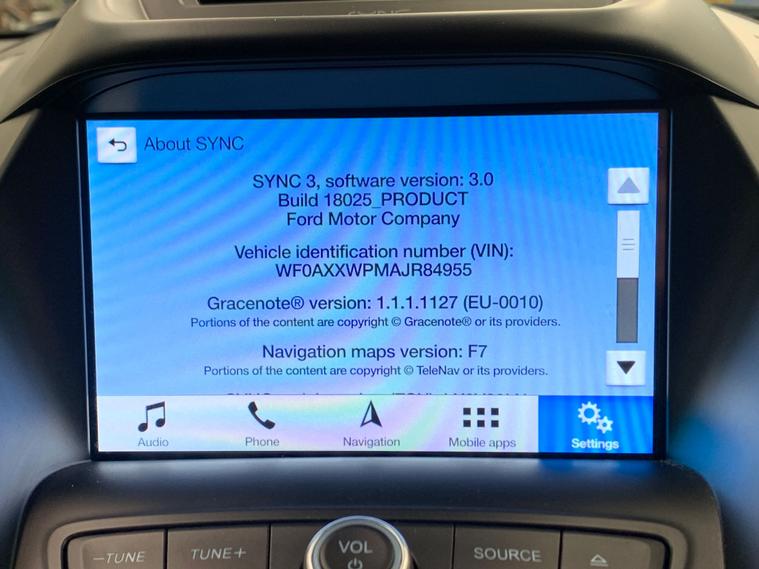 About SYNC
SYNC 3, software version: 3.0
Build 18025_PRODUCT
Ford Motor Company
Vehicle identification number (VIN):
WF0AXXWPMAJR84955
Gracenote® version: 1.1.1.1127 (EU-0010)
Portions of the content are copyright © Gracenote® or its providers.
Navigation maps version: F7
Portions of the content are copyright © TeleNav or its providers.
Audio
Phone
Navigation
Mobile apps
Settings
–TUNE
TUNE+
VOL
SOURCE